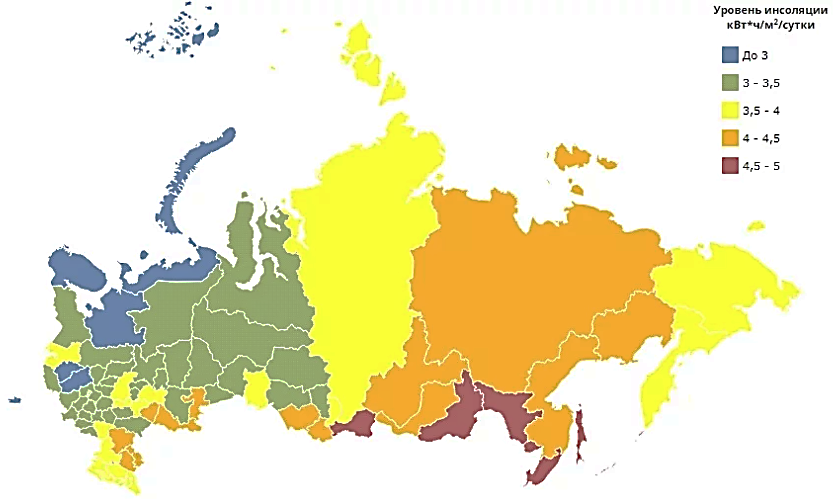 Уровень инсоляции
кВт*ч/м²/сутки
До 3
3 - 3,5
3,5 - 4
4 - 4,5
4,5 - 5